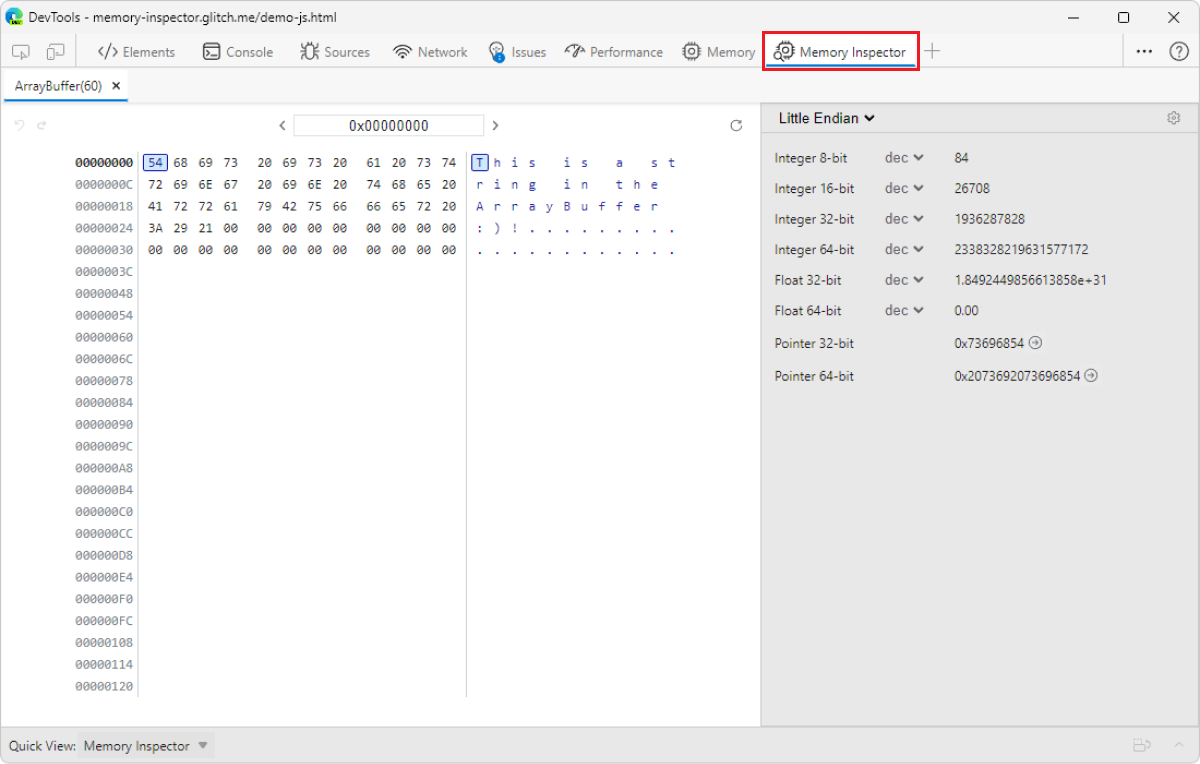 DevTools - memory-inspector.glitch.me/demo-js.html
</> Elements Console Sources Network Issues Performance Memory Memory Inspector
ArrayBuffer(60)
0x00000000
Little Endian
00000000 54 68 69 73 20 69 73 20 61 20 73 74 T h i s i s a s t
0000000C 72 69 6E 67 20 69 6E 20 74 68 65 20 r i n g i n t h e
00000018 41 72 72 61 79 42 75 66 66 65 72 20 A r r a y B u f f e r
00000024 3A 29 21 00 00 00 00 00 00 00 00 00 : ) ! . . . . . . . . .
00000030 00 00 00 00 00 00 00 00 00 00 00 00 . . . . . . . . . . . .
0000003C
00000048
00000054
00000060
0000006C
00000078
00000084
00000090
0000009C
000000A8
000000B4
000000C0
000000CC
000000D8
000000E4
000000F0
000000FC
00000108
00000114
00000120
Integer 8-bit dec 84
Integer 16-bit dec 26708
Integer 32-bit dec 1936287828
Integer 64-bit dec 2338328219631577172
Float 32-bit dec 1.8492449856613858e+31
Float 64-bit dec 0.00
Pointer 32-bit 0x73696854
Pointer 64-bit 0x2073692073696854
Quick View: Memory Inspector